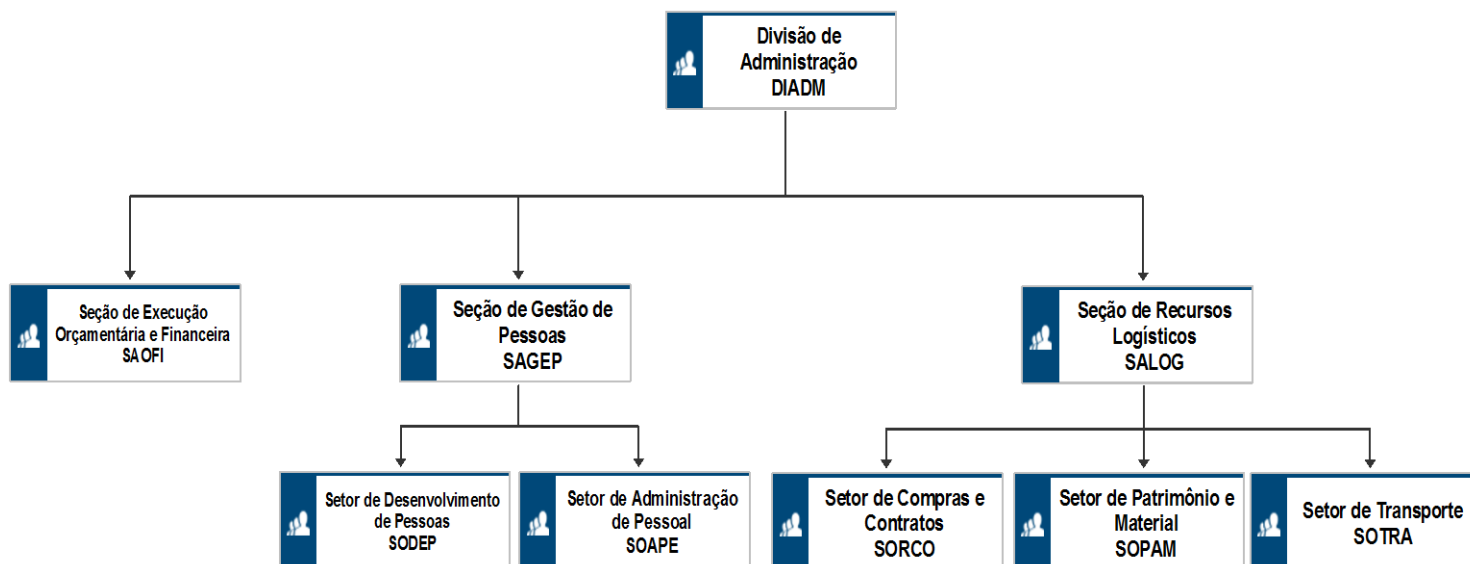 Divisão de
Administração
DIADM
Seção de Execução
Orçamentária e Financeira
SAOFI
Seção de Gestão de
Pessoas
SAGEP
Seção de Recursos
Logísticos
SALOG
Setor de Desenvolvimento
de Pessoas
SODEP
Setor de Administração
de Pessoal
SOAPE
Setor de Compras e
Contratos
SORCO
Setor de Patrimônio e
Material
SOPAM
Setor de Transporte
SOTRA